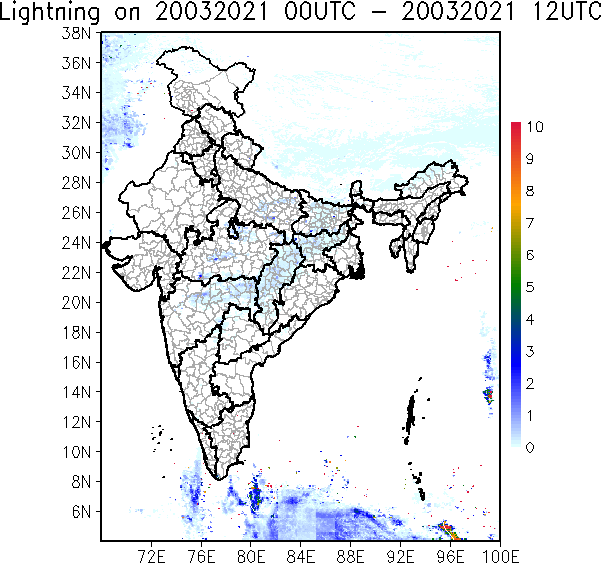 Lightning on 20032021 00UTC – 20032021 12UTC
38N
36N
34N
32N
30N
28N
26N
24N
22N
20N
18N
16N
14N
12N
10N
8N
6N
72E 76E 80E 84E 88E 92E 96E 100E
10
9
8
7
6
5
4
3
2
1
0